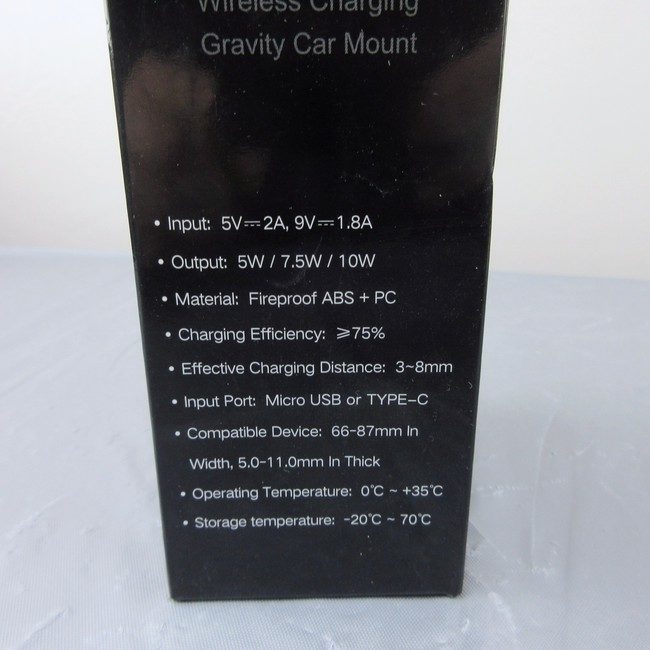 Wireless Charging
Gravity Car Mount
• Input: 5V⎓2A, 9V⎓1.8A
• Output: 5W / 7.5W / 10W
• Material: Fireproof ABS + PC
• Charging Efficiency: ⩾75%
• Effective Charging Distance: 3~8mm
• Input Port: Micro USB or TYPE-C
• Compatible Device: 66-87mm In
Width, 5.0-11.0mm In Thick
• Operating Temperature: 0℃ ~ +35℃
• Storage temperature: -20℃ ~ 70℃